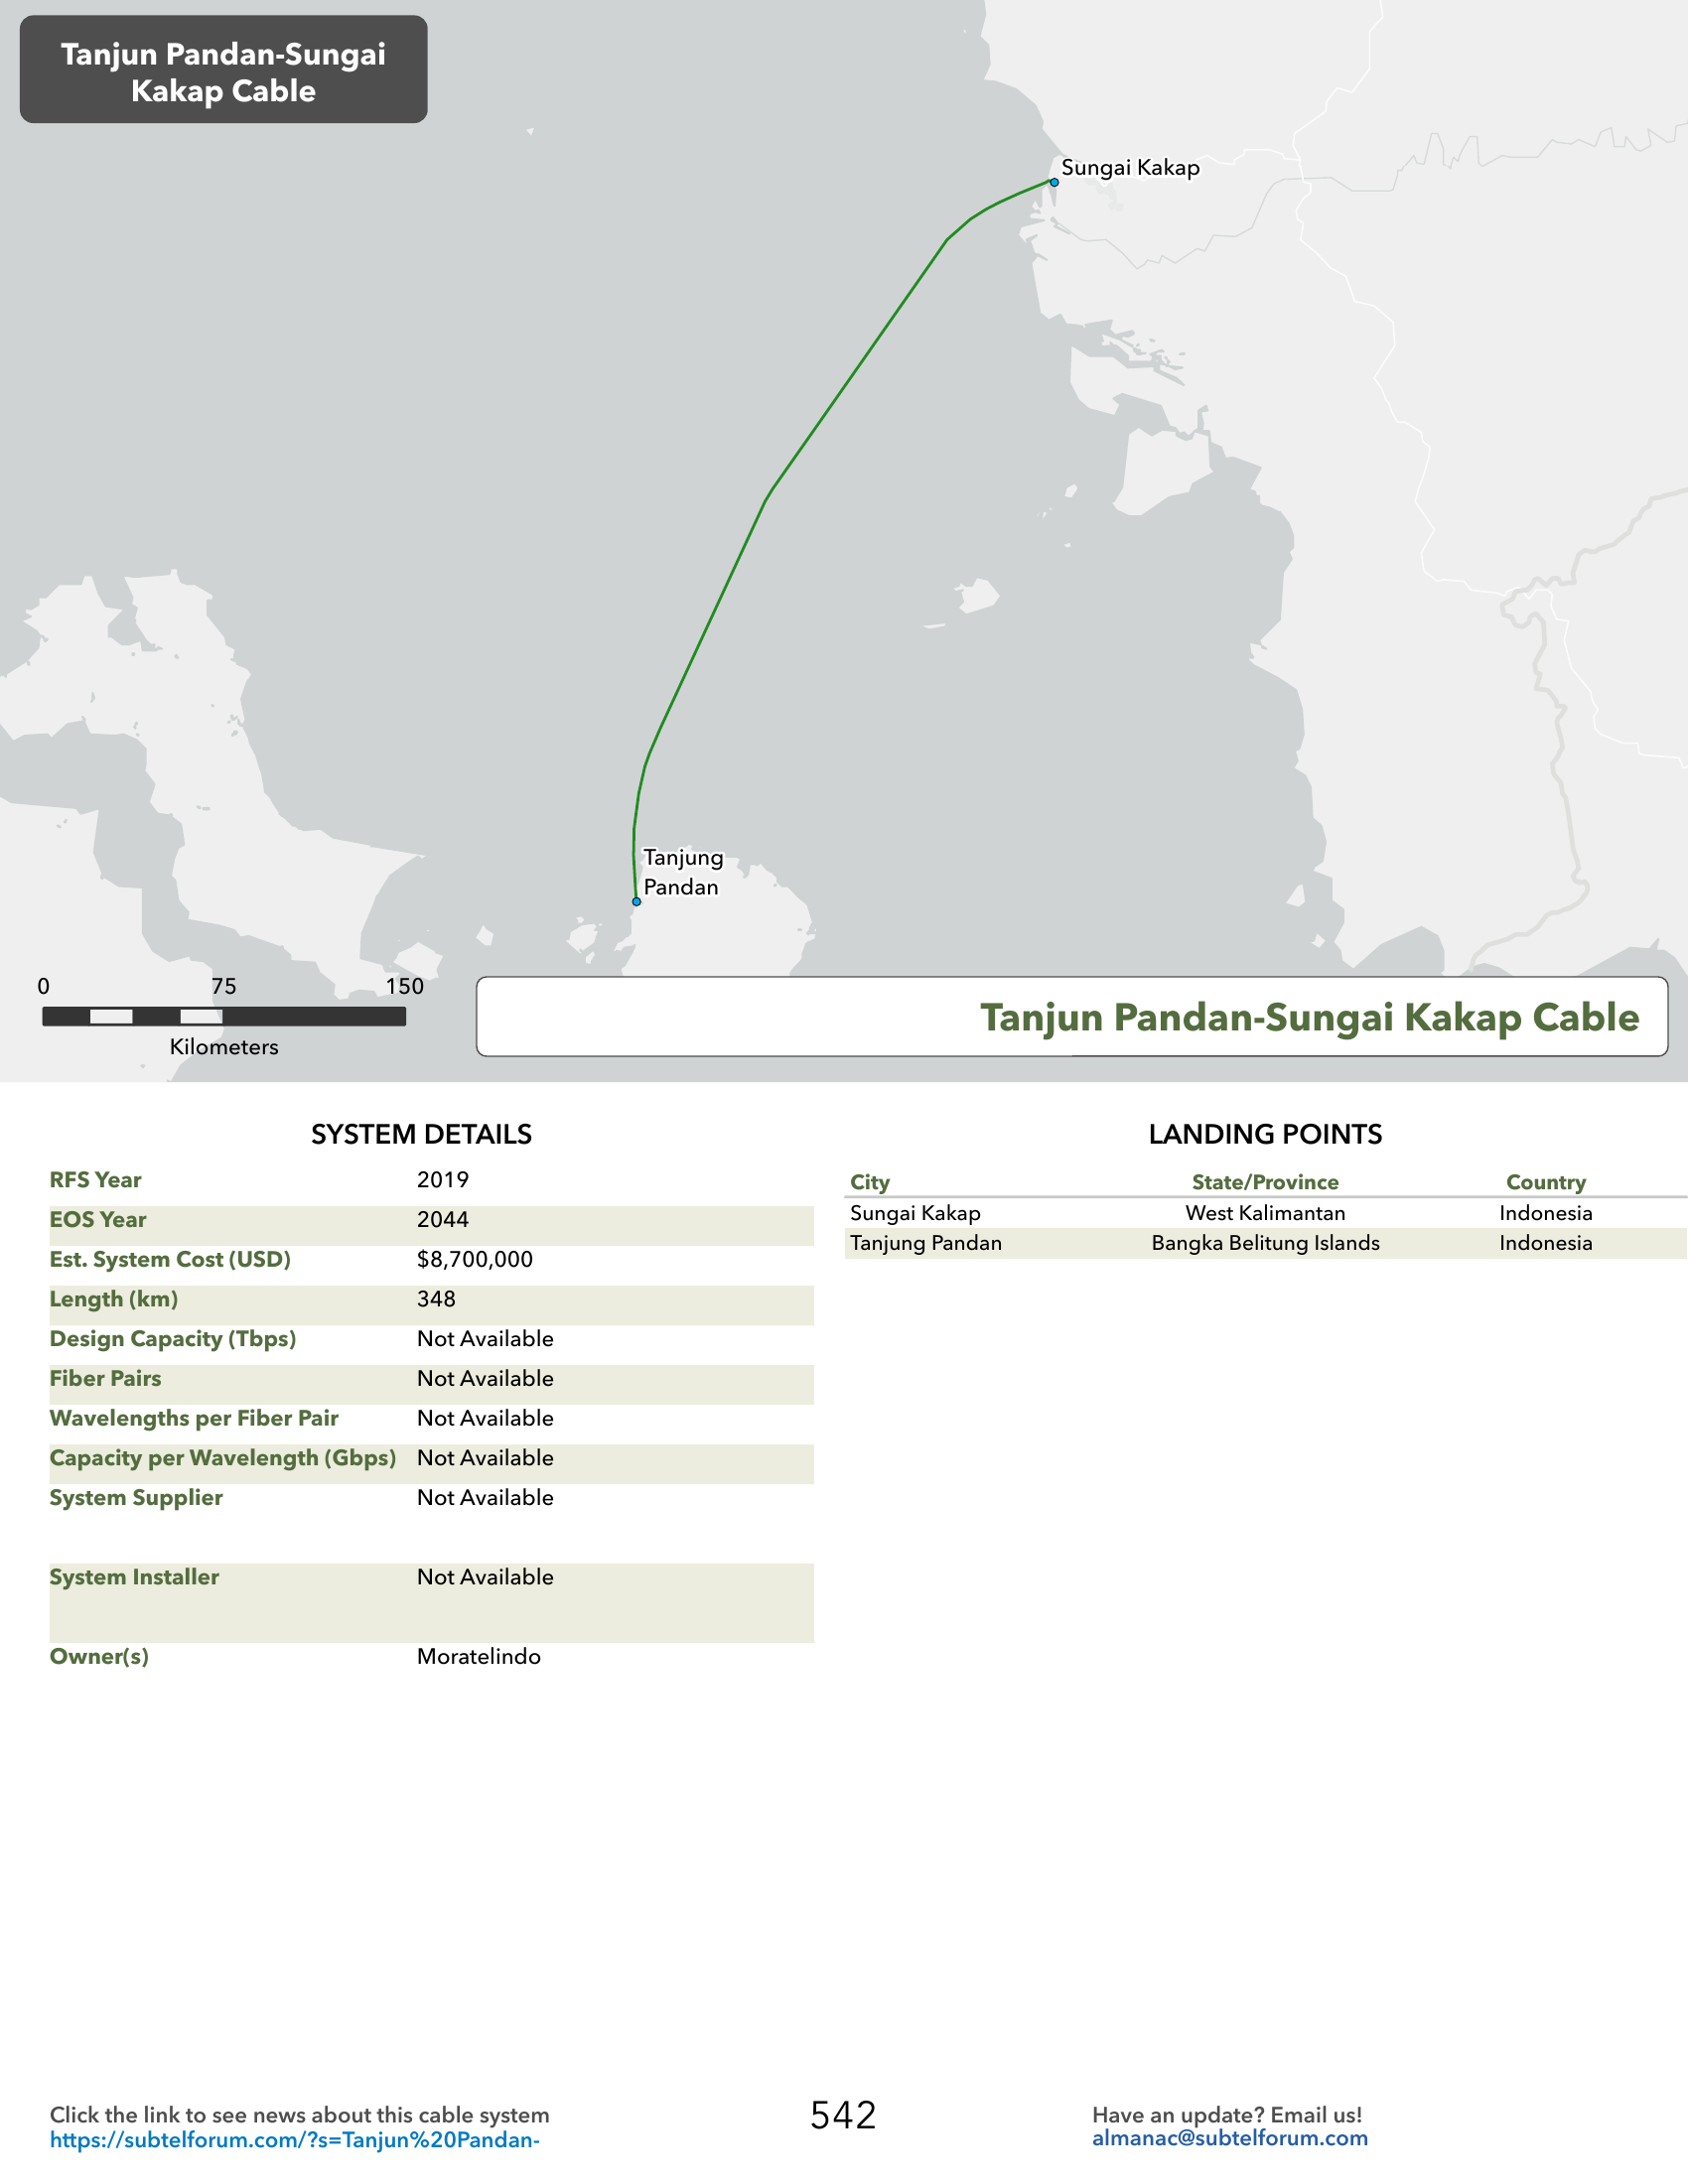 Tanjun Pandan-Sungai
Kakap Cable
Sungai Kakap
Tanjung
Pandan
0 75 150
Kilometers
Tanjun Pandan-Sungai Kakap Cable
SYSTEM DETAILS
RFS Year 2019
EOS Year 2044
Est. System Cost (USD) $8,700,000
Length (km) 348
Design Capacity (Tbps) Not Available
Fiber Pairs Not Available
Wavelengths per Fiber Pair Not Available
Capacity per Wavelength (Gbps) Not Available
System Supplier Not Available
System Installer Not Available
Owner(s) Moratelindo
LANDING POINTS
City State/Province Country
Sungai Kakap West Kalimantan Indonesia
Tanjung Pandan Bangka Belitung Islands Indonesia
Click the link to see news about this cable system
https://subtelforum.com/?s=Tanjun%20Pandan-
542
Have an update? Email us!
almanac@subtelforum.com